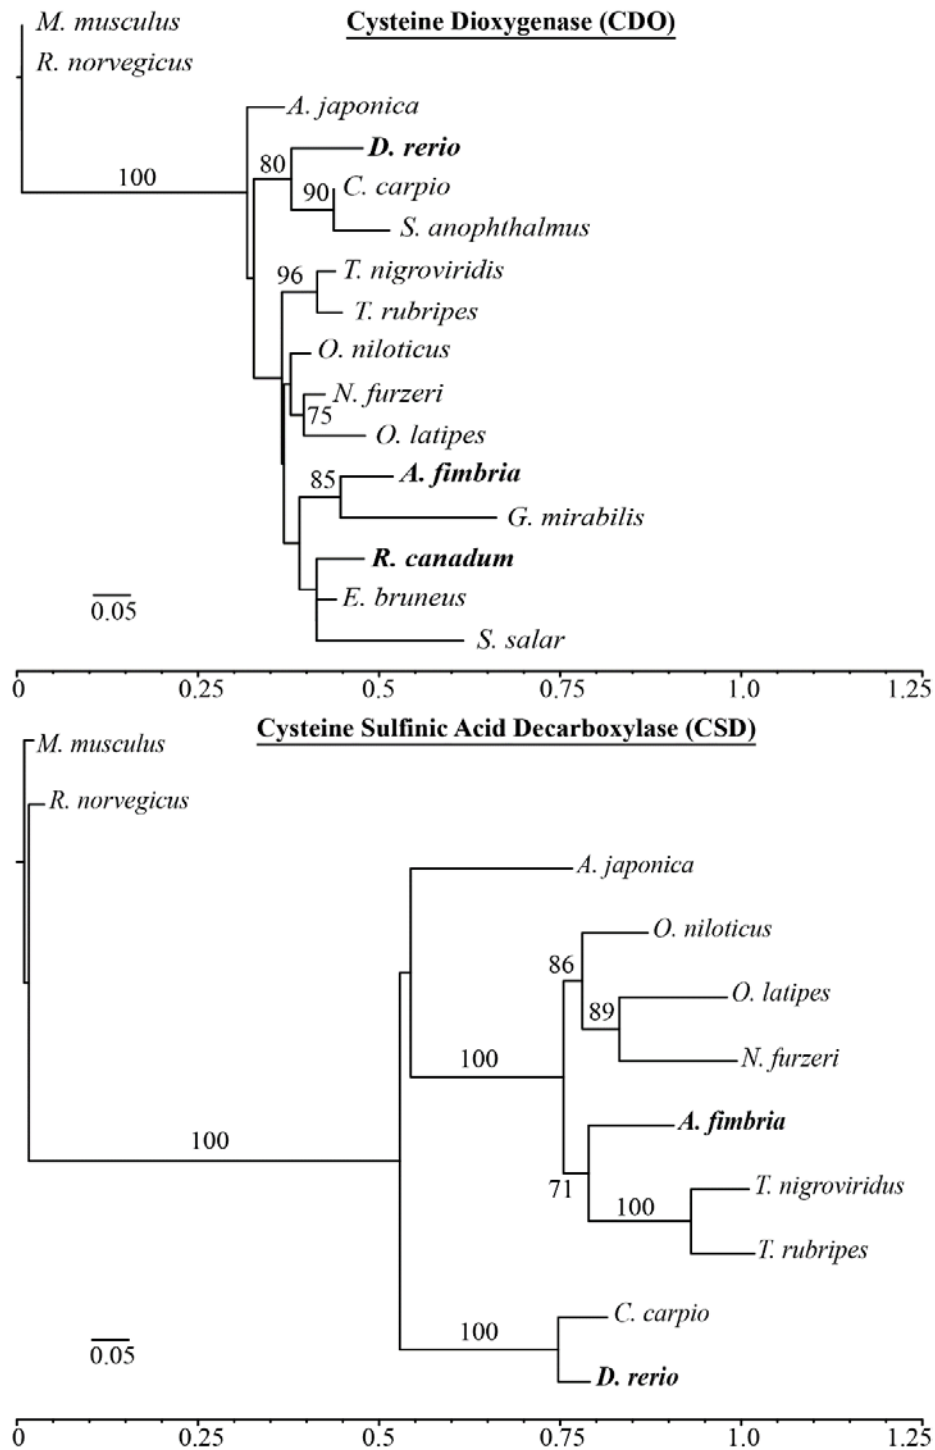 Cysteine Dioxygenase (CDO)
M. musculus
R. norvegicus
A. japonica
D. rerio
80
C. carpio
100
90
S. anophthalmus
T. nigroviridis
96
T. rubripes
O. niloticus
N. furzeri
75
O. latipes
A. fimbria
85
G. mirabilis
R. canadum
E. bruneus
0.05
S. salar
0 0.25 0.5 0.75 1.0 1.25
Cysteine Sulfinic Acid Decarboxylase (CSD)
M. musculus
R. norvegicus
A. japonica
O. niloticus
86
O. latipes
89
N. furzeri
100
A. fimbria
100
T. nigroviridus
71
100
T. rubripes
C. carpio
100
0.05
D. rerio
0 0.25 0.5 0.75 1.0 1.25